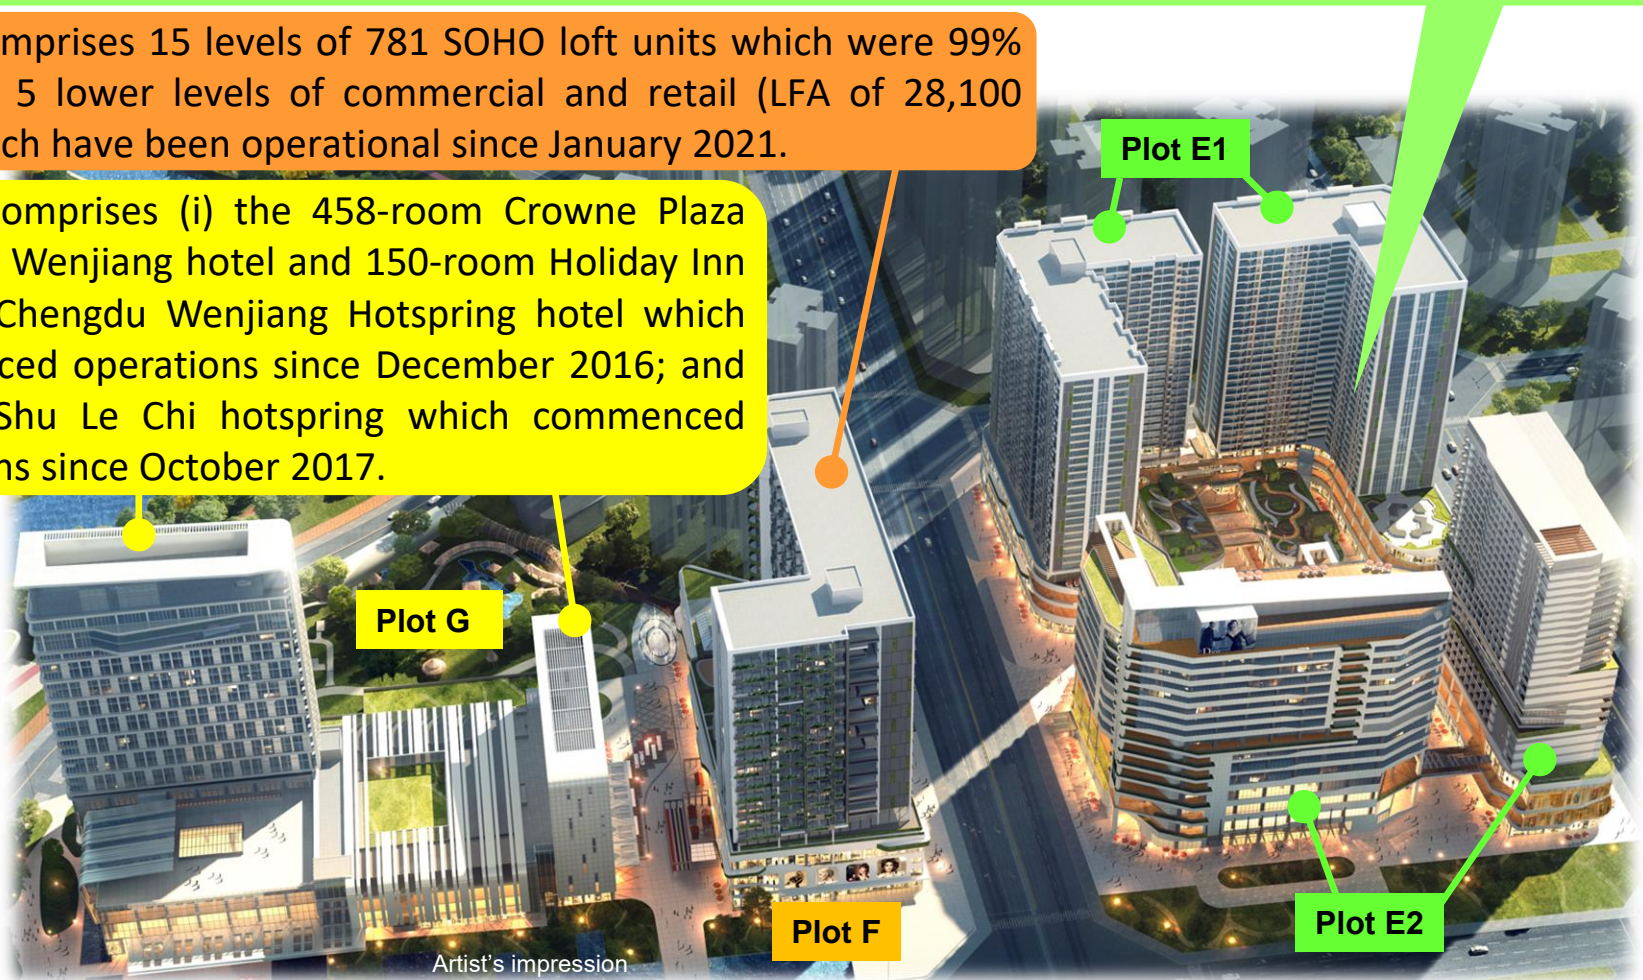 mprises 15 levels of 781 SOHO loft units which were 99%
5 lower levels of commercial and retail (LFA of 28,100
ch have been operational since January 2021.
Plot E1
omprises (i) the 458-room Crowne Plaza
Wenjiang hotel and 150-room Holiday Inn
Chengdu Wenjiang Hotspring hotel which
ced operations since December 2016; and
Shu Le Chi hotspring which commenced
ns since October 2017.
Plot G
Plot F
Plot E2
Artist's impression